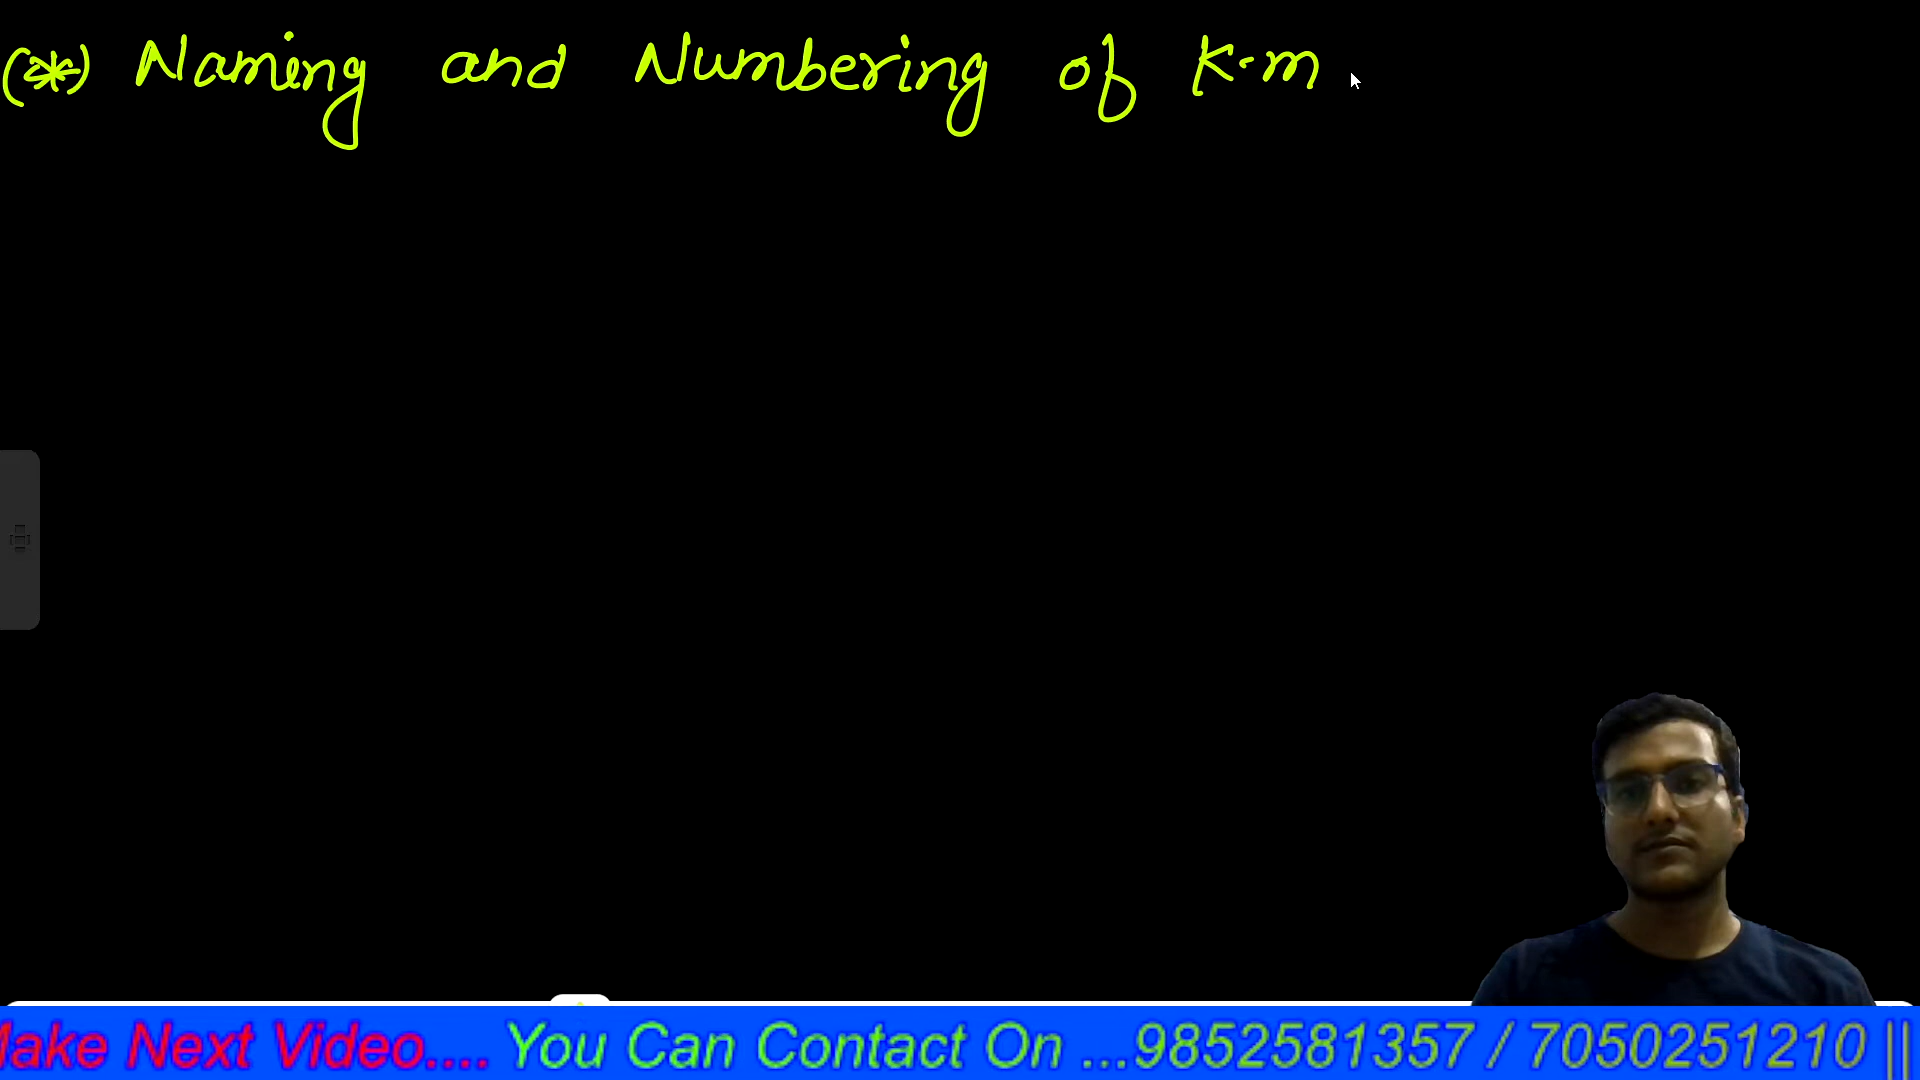 (*) Naming and Numbering of K.m
Make Next Video.... You Can Contact On ...9852581357 / 7050251210 ||